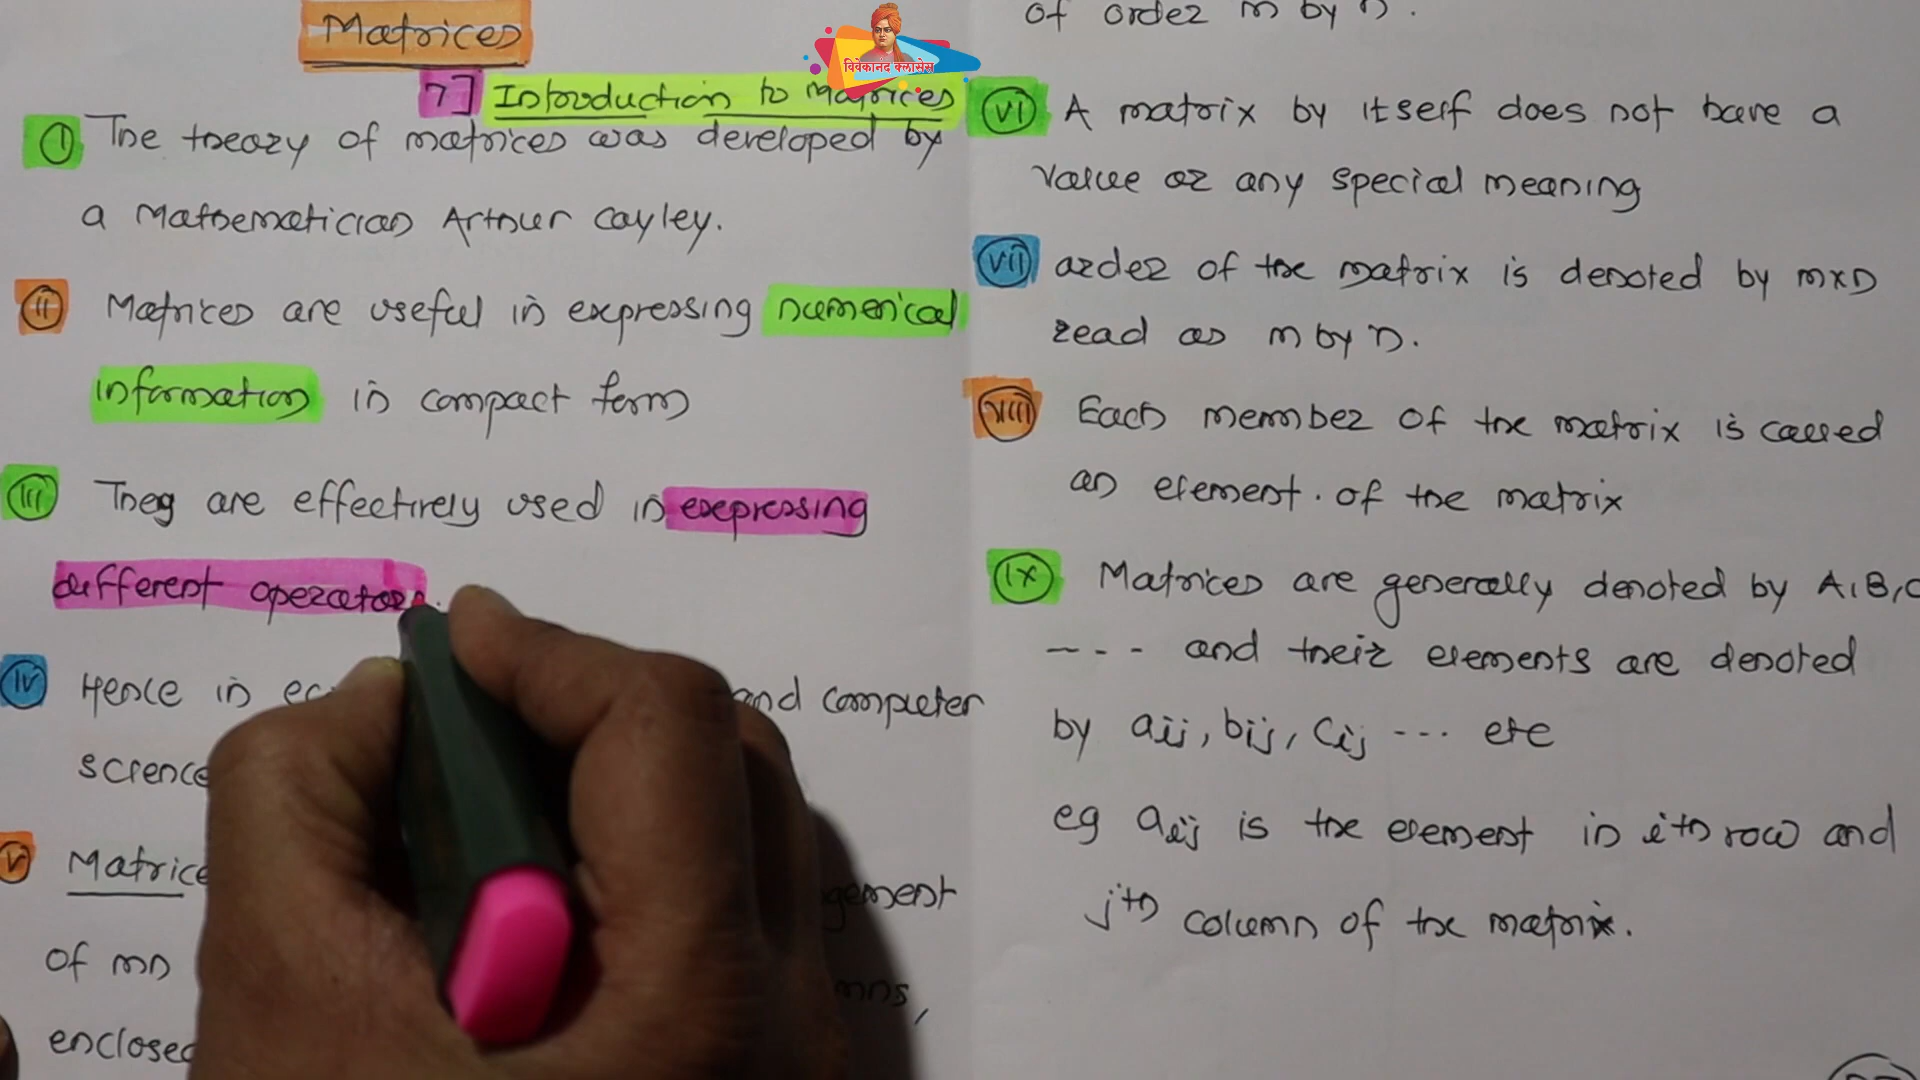 Matrices
विवेकानंद क्लासेस
7] Introduction to Matrices
i The theory of matrices was developed by
a Mathematician Arthur Cayley.
ii Matrices are useful in expressing numerical
information in compact form
iii They are effectively used in expressing
different operators.
iv Hence in and computer
science
v Matrice
of mn
enclosed
of order m by n.
vi A matrix by itself does not have a
value or any special meaning
vii order of the matrix is denoted by m×n
read as m by n.
viii Each member of the matrix is called
an element. of the matrix
ix Matrices are generally denoted by A, B, C
---- and their elements are denoted
by aij, bij, cij --- etc
eg aij is the element in ith row and
jth column of the matrix.